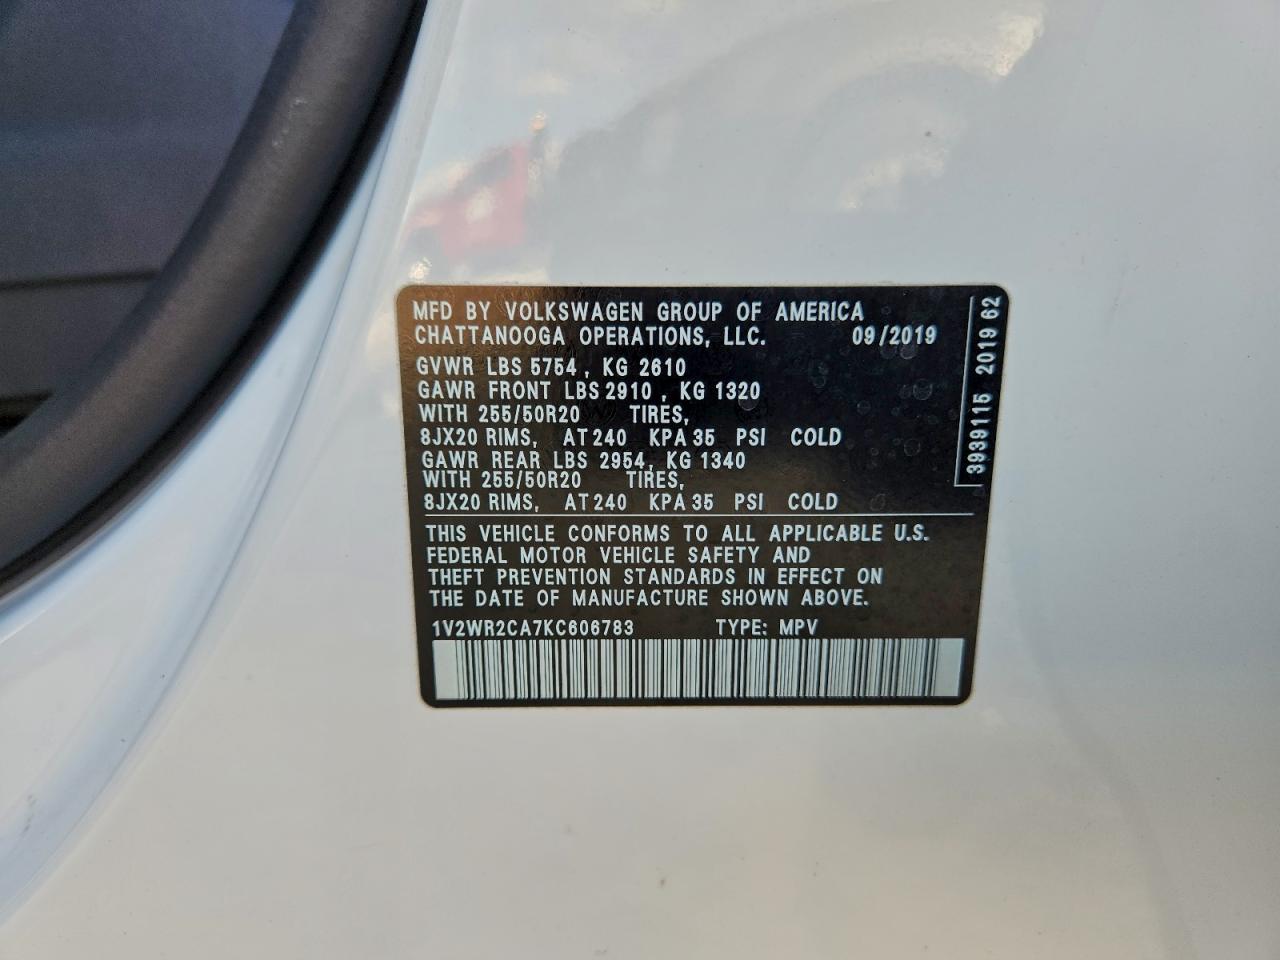 MFD BY VOLKSWAGEN GROUP OF AMERICA
CHATTANOOGA OPERATIONS, LLC. 09/2019
GVWR LBS 5754, KG 2610
GAWR FRONT LBS 2910, KG 1320
WITH 255/50R20 TIRES,
8JX20 RIMS, AT 240 KPA 35 PSI COLD
GAWR REAR LBS 2954, KG 1340
WITH 255/50R20 TIRES,
8JX20 RIMS, AT 240 KPA 35 PSI COLD
THIS VEHICLE CONFORMS TO ALL APPLICABLE U.S.
FEDERAL MOTOR VEHICLE SAFETY AND
THEFT PREVENTION STANDARDS IN EFFECT ON
THE DATE OF MANUFACTURE SHOWN ABOVE.
1V2WR2CA7KC606783 TYPE: MPV
3939115 2019 62